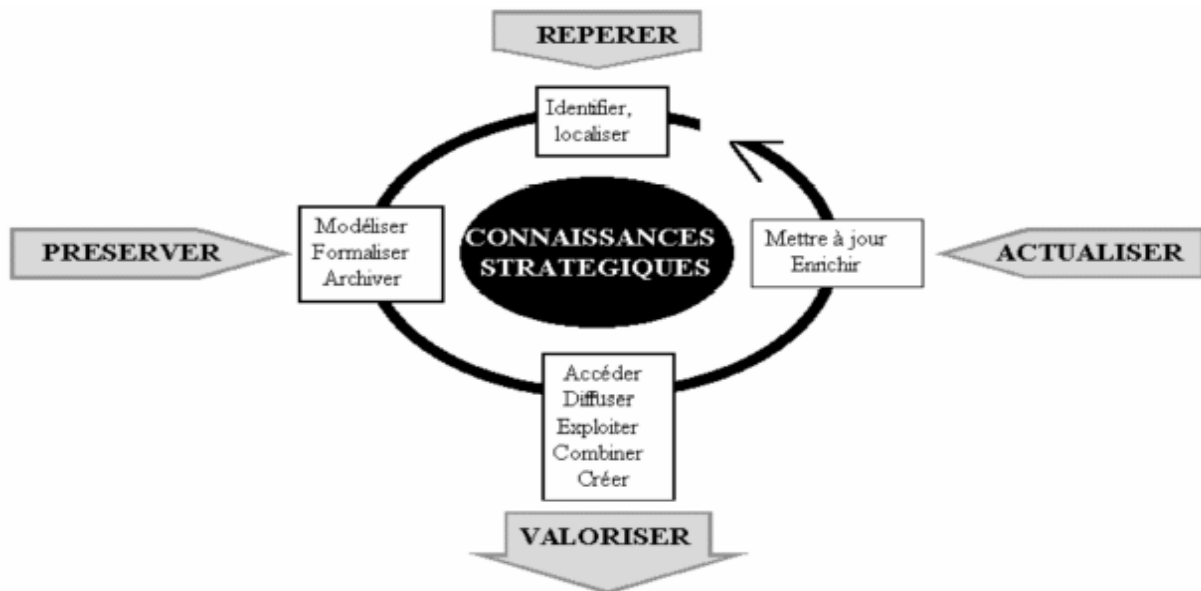 REPERER
Identifier,
localiser
Modéliser
Formaliser
Archiver
PRESERVER
CONNAISSANCES
STRATEGIQUES
Mettre à jour
Enrichir
ACTUALISER
Accéder
Diffuser
Exploiter
Combiner
Créer
VALORISER